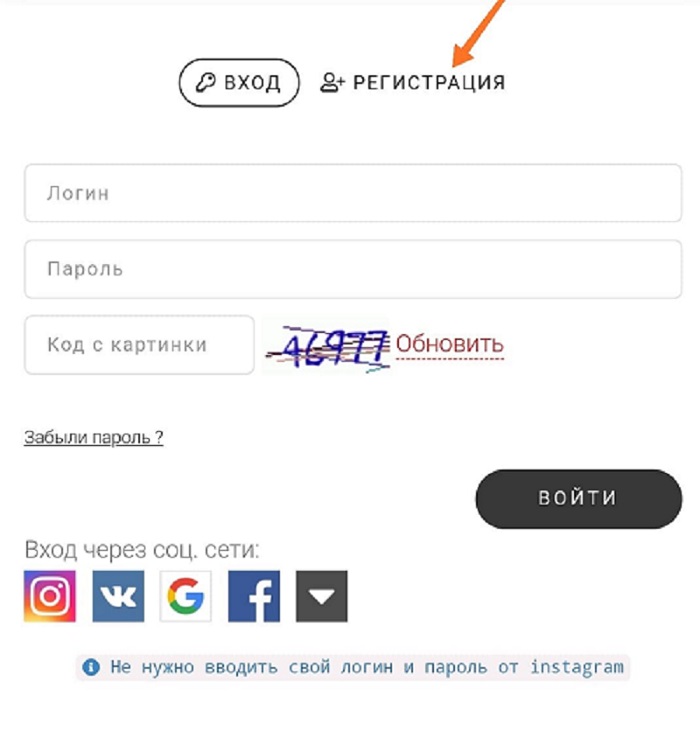 ВХОД РЕГИСТРАЦИЯ
Логин
Пароль
Код с картинки 46977 Обновить
Забыли пароль ?
ВОЙТИ
Вход через соц. сети:
Не нужно вводить свой логин и пароль от instagram